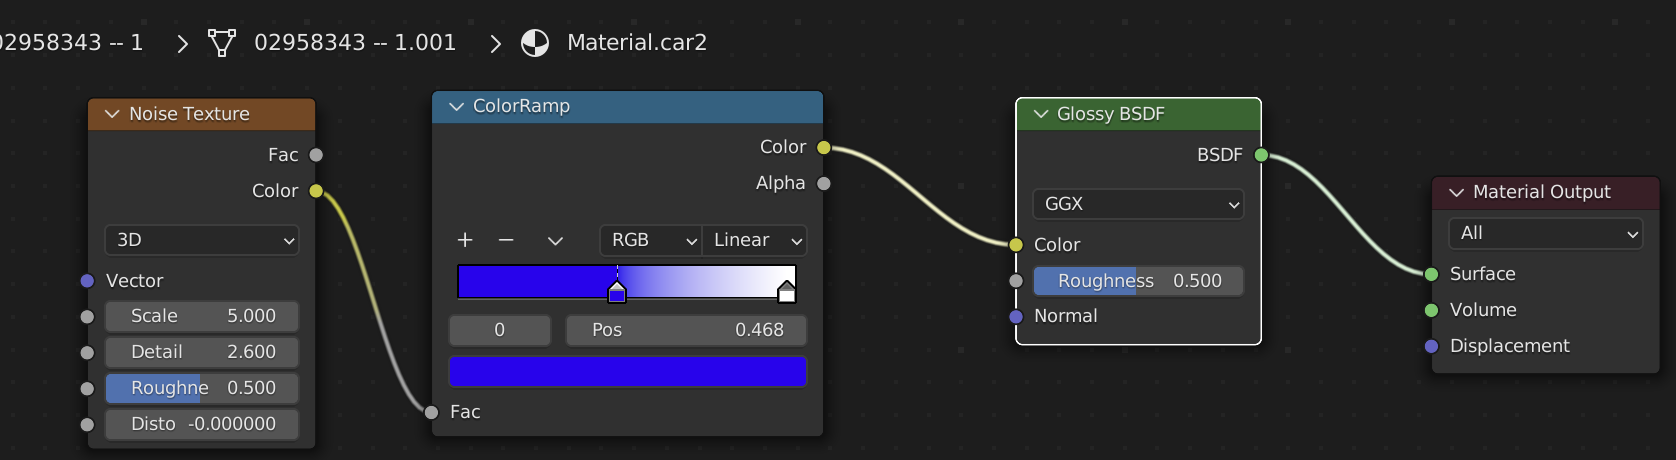 02958343 -- 1 02958343 -- 1.001 Material.car2
Noise Texture
Fac
Color
3D
Vector
Scale 5.000
Detail 2.600
Roughne 0.500
Disto -0.000000
ColorRamp
Color
Alpha
+ − RGB Linear
0 Pos 0.468
Fac
Glossy BSDF
BSDF
GGX
Color
Roughness 0.500
Normal
Material Output
All
Surface
Volume
Displacement